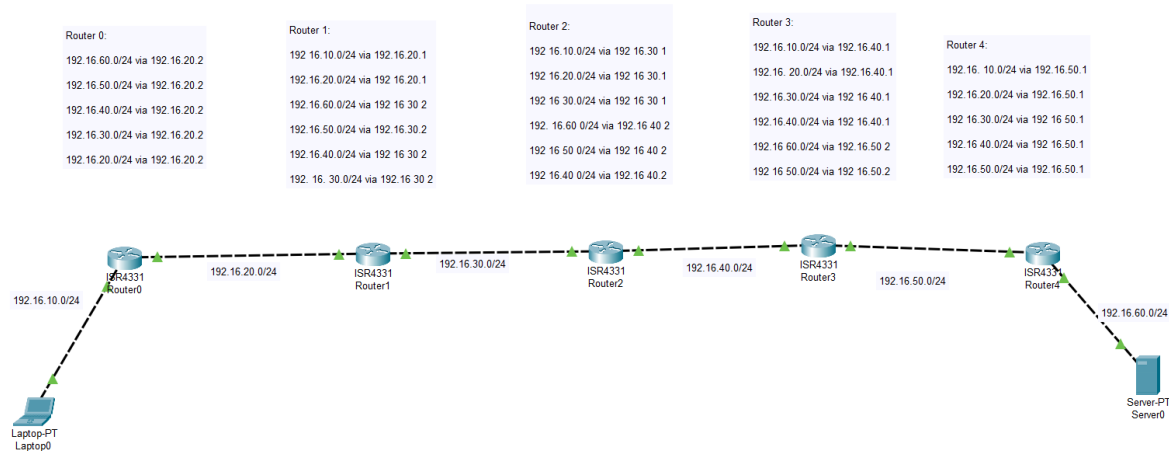 Router 0:
192.16.60.0/24 via 192.16.20.2
192.16.50.0/24 via 192.16.20.2
192.16.40.0/24 via 192.16.20.2
192.16.30.0/24 via 192.16.20.2
192.16.20.0/24 via 192.16.20.2
Router 1:
192 16.10.0/24 via 192.16.20.1
192.16.20.0/24 via 192.16.20.1
192.16.60.0/24 via 192 16 30 2
192.16.50.0/24 via 192.16.30.2
192.16.40.0/24 via 192 16 30 2
192. 16. 30.0/24 via 192 16 30 2
Router 2:
192 16.10.0/24 via 192 16.30 1
192.16.20.0/24 via 192 16.30.1
192 16 30.0/24 via 192 16 30 1
192. 16.60 0/24 via 192.16 40 2
192 16 50 0/24 via 192 16 40 2
192 16.40 0/24 via 192 16 40.2
Router 3:
192.16.10.0/24 via 192.16.40.1
192.16. 20.0/24 via 192.16.40.1
192.16.30.0/24 via 192 16 40.1
192.16.40.0/24 via 192.16.40.1
192 16 60.0/24 via 192.16.50.2
192 16 50.0/24 via 192 16.50.2
Router 4:
192.16. 10.0/24 via 192.16.50.1
192.16.20.0/24 via 192.16.50.1
192.16.30.0/24 via 192 16 50.1
192.16 40.0/24 via 192.16.50.1
192.16.50.0/24 via 192.16.50.1
ISR4331
Router0
192.16.20.0/24
ISR4331
Router1
192.16.30.0/24
ISR4331
Router2
192.16.40.0/24
ISR4331
Router3
192.16.50.0/24
ISR4331
Router4
192.16.10.0/24
192.16.60.0/24
Laptop-PT
Laptop0
Server-PT
Server0